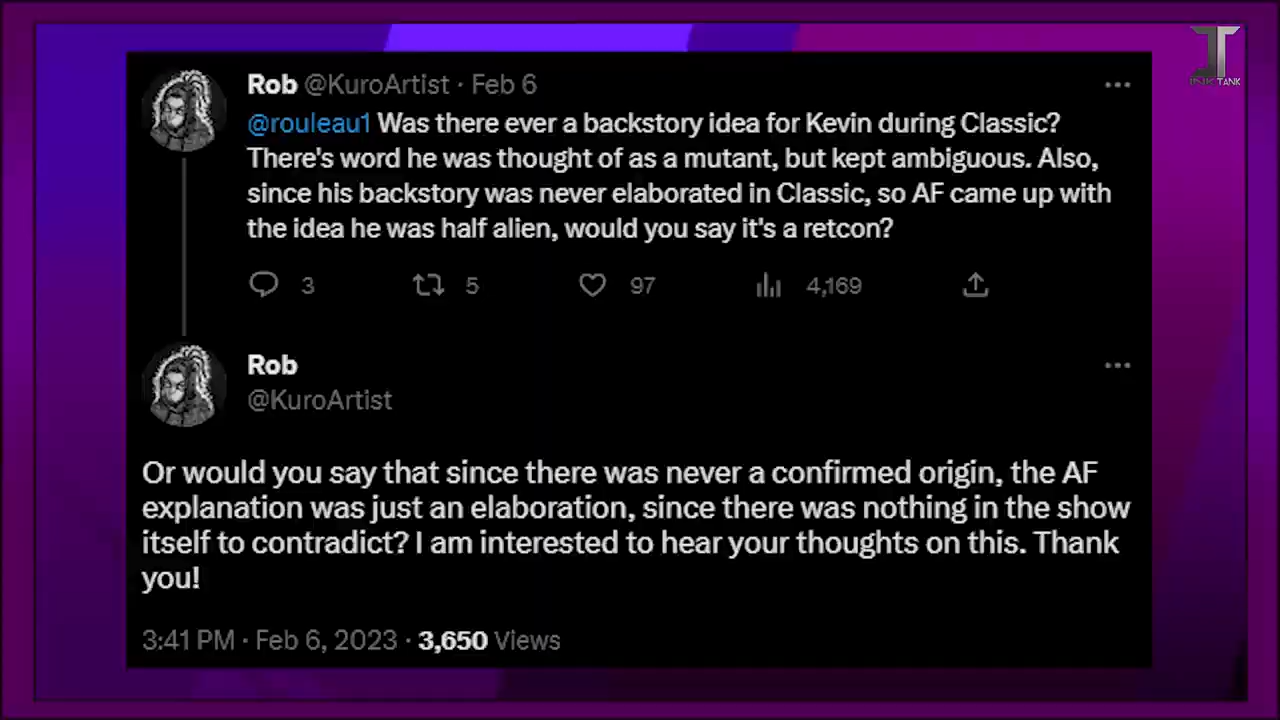 Rob @KuroArtist · Feb 6
@rouleau1 Was there ever a backstory idea for Kevin during Classic?
There's word he was thought of as a mutant, but kept ambiguous. Also,
since his backstory was never elaborated in Classic, so AF came up with
the idea he was half alien, would you say it's a retcon?
3 5 97 4,169
Rob
@KuroArtist
Or would you say that since there was never a confirmed origin, the AF
explanation was just an elaboration, since there was nothing in the show
itself to contradict? I am interested to hear your thoughts on this. Thank
you!
3:41 PM · Feb 6, 2023 · 3,650 Views